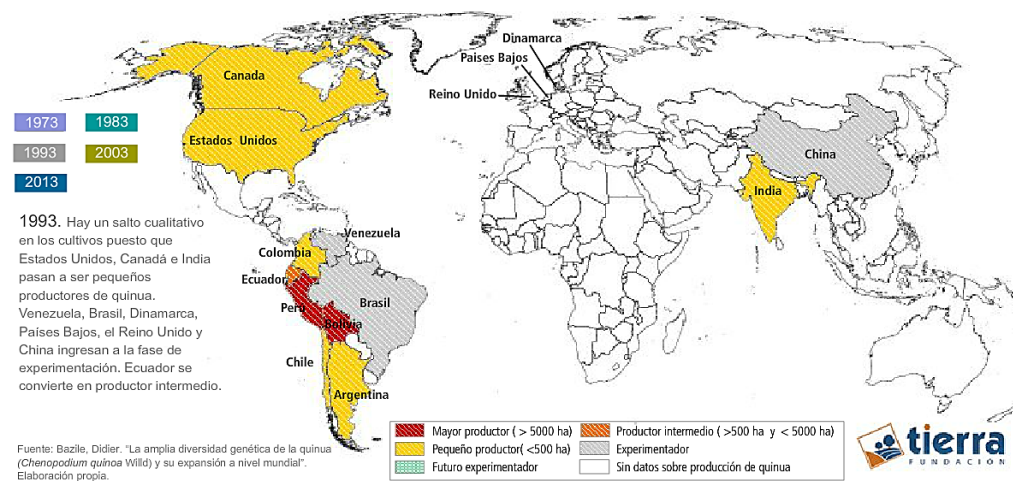 Dinamarca
Países Bajos
Canada
Reino Unido
1973
1983
Estados Unidos
1993
2003
China
2013
India
1993. Hay un salto cualitativo
en los cultivos puesto que
Estados Unidos, Canadá e India
pasan a ser pequeños
productores de quinua.
Venezuela, Brasil, Dinamarca,
Países Bajos, el Reino Unido y
China ingresan a la fase de
experimentación. Ecuador se
convierte en productor intermedio.
Venezuela
Colombia
Ecuador
Perú
Brasil
Bolivia
Chile
Argentina
Mayor productor ( > 5000 ha)
Productor intermedio ( >500 ha y < 5000 ha)
Pequeño productor( <500 ha)
Experimentador
Futuro experimentador
Sin datos sobre producción de quinua
Fuente: Bazile, Didier. “La amplia diversidad genética de la quinua
(Chenopodium quinoa Willd) y su expansión a nivel mundial”.
Elaboración propia.
tierra
FUNDACIÓN